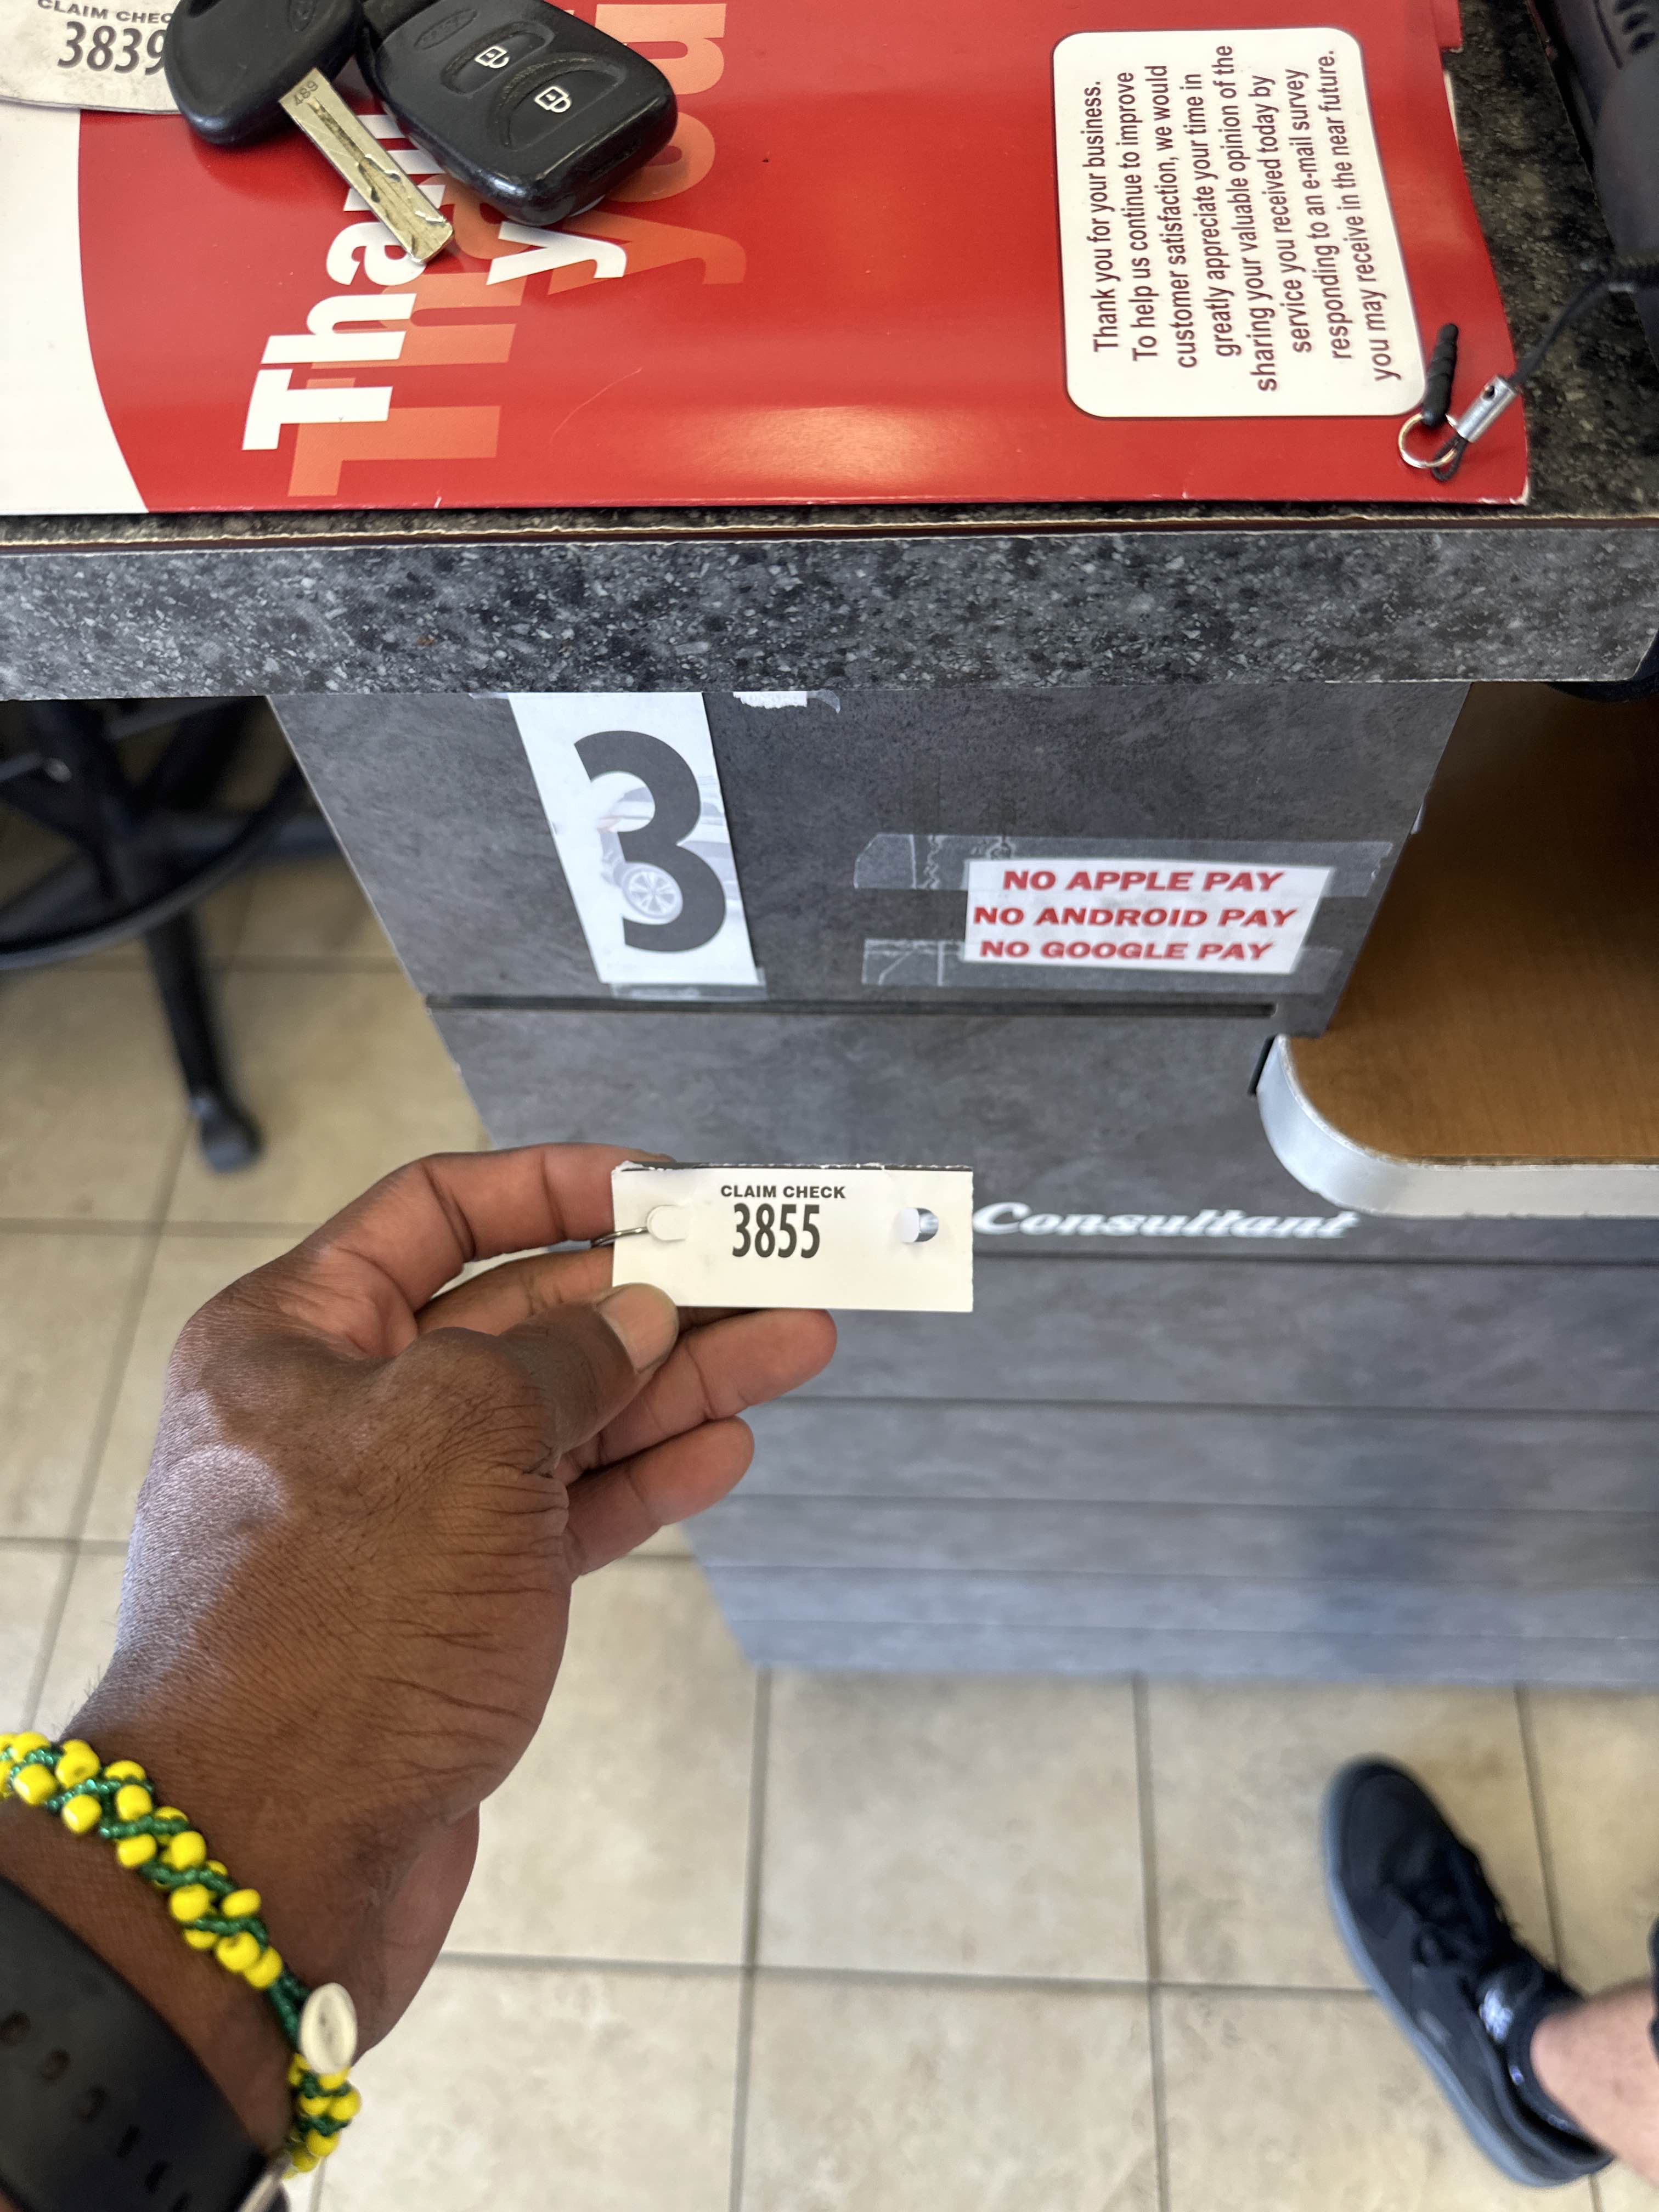 CLAIM CHEC
3839
489
Thank
you
Thank you for your business.
To help us continue to improve
customer satisfaction, we would
greatly appreciate your time in
sharing your valuable opinion of the
service you received today by
responding to an e-mail survey
you may receive in the near future.
3
NO APPLE PAY
NO ANDROID PAY
NO GOOGLE PAY
CLAIM CHECK
3855
Consultant